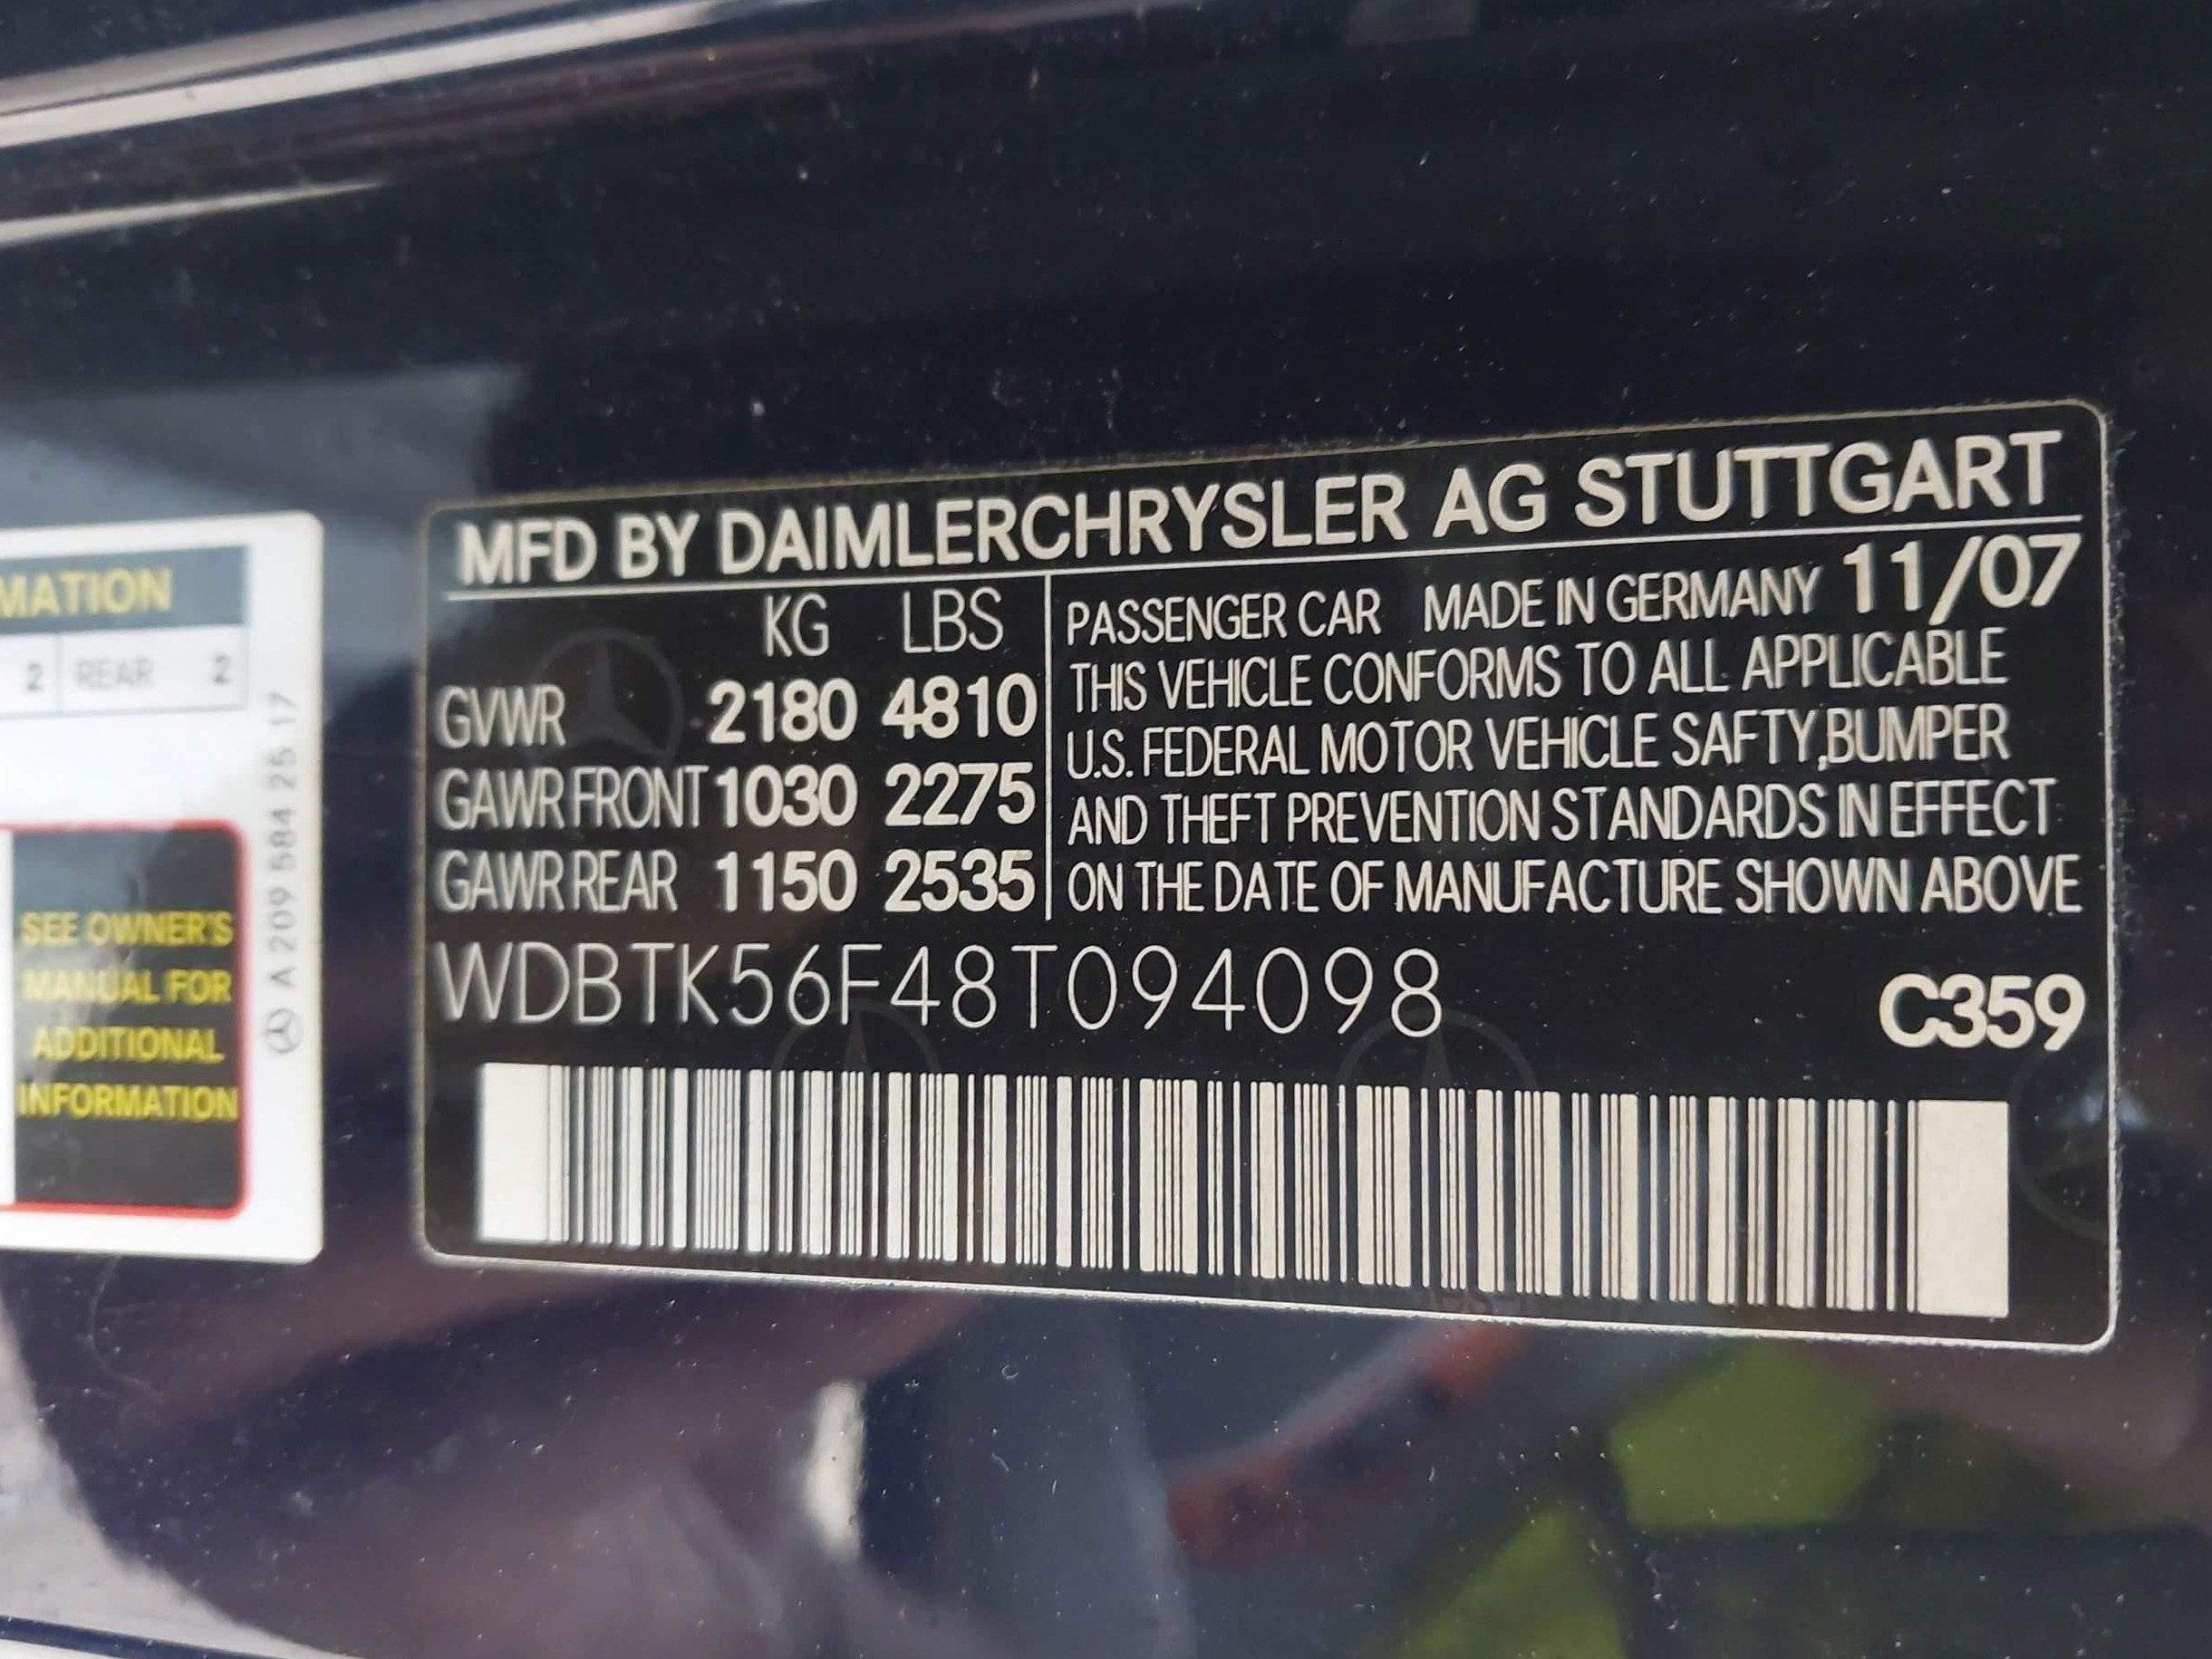 MATION
2 REAR 2
SEE OWNER'S
MANUAL FOR
ADDITIONAL
INFORMATION
A 209 584 25 17
MFD BY DAIMLERCHRYSLER AG STUTTGART
KG LBS
GVWR 2180 4810
GAWR FRONT 1030 2275
GAWR REAR 1150 2535
PASSENGER CAR MADE IN GERMANY 11/07
THIS VEHICLE CONFORMS TO ALL APPLICABLE
U.S. FEDERAL MOTOR VEHICLE SAFTY,BUMPER
AND THEFT PREVENTION STANDARDS IN EFFECT
ON THE DATE OF MANUFACTURE SHOWN ABOVE
WDBTK56F48T094098
C359